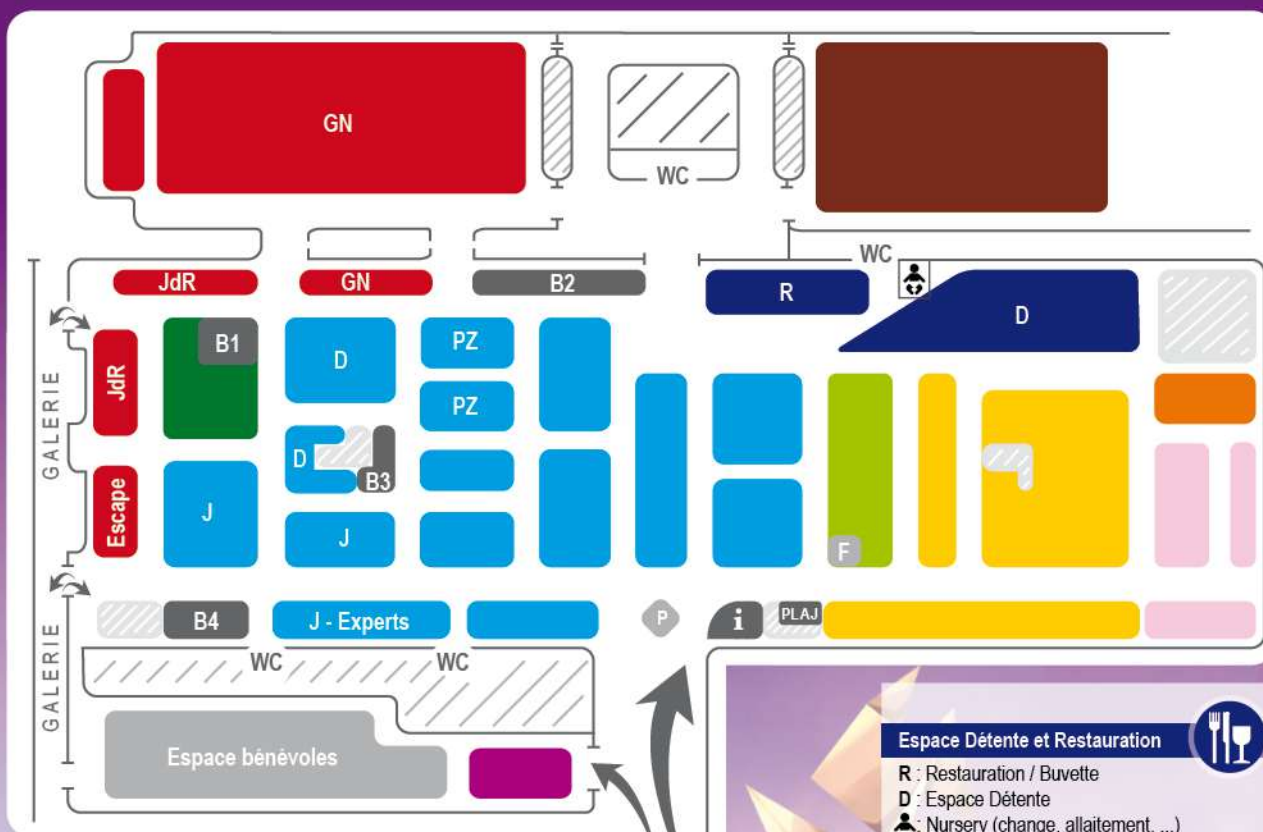 GN
WC
WC
JdR
GN
B2
R
D
B1
D
PZ
GALERIE
JdR
PZ
D
B3
Escape
J
J
F
B4
J - Experts
P
i
PLAJ
GALERIE
WC
WC
Espace bénévoles
Espace Détente et Restauration
R : Restauration / Buvette
D : Espace Détente
: Nursery (change, allaitement, ...)